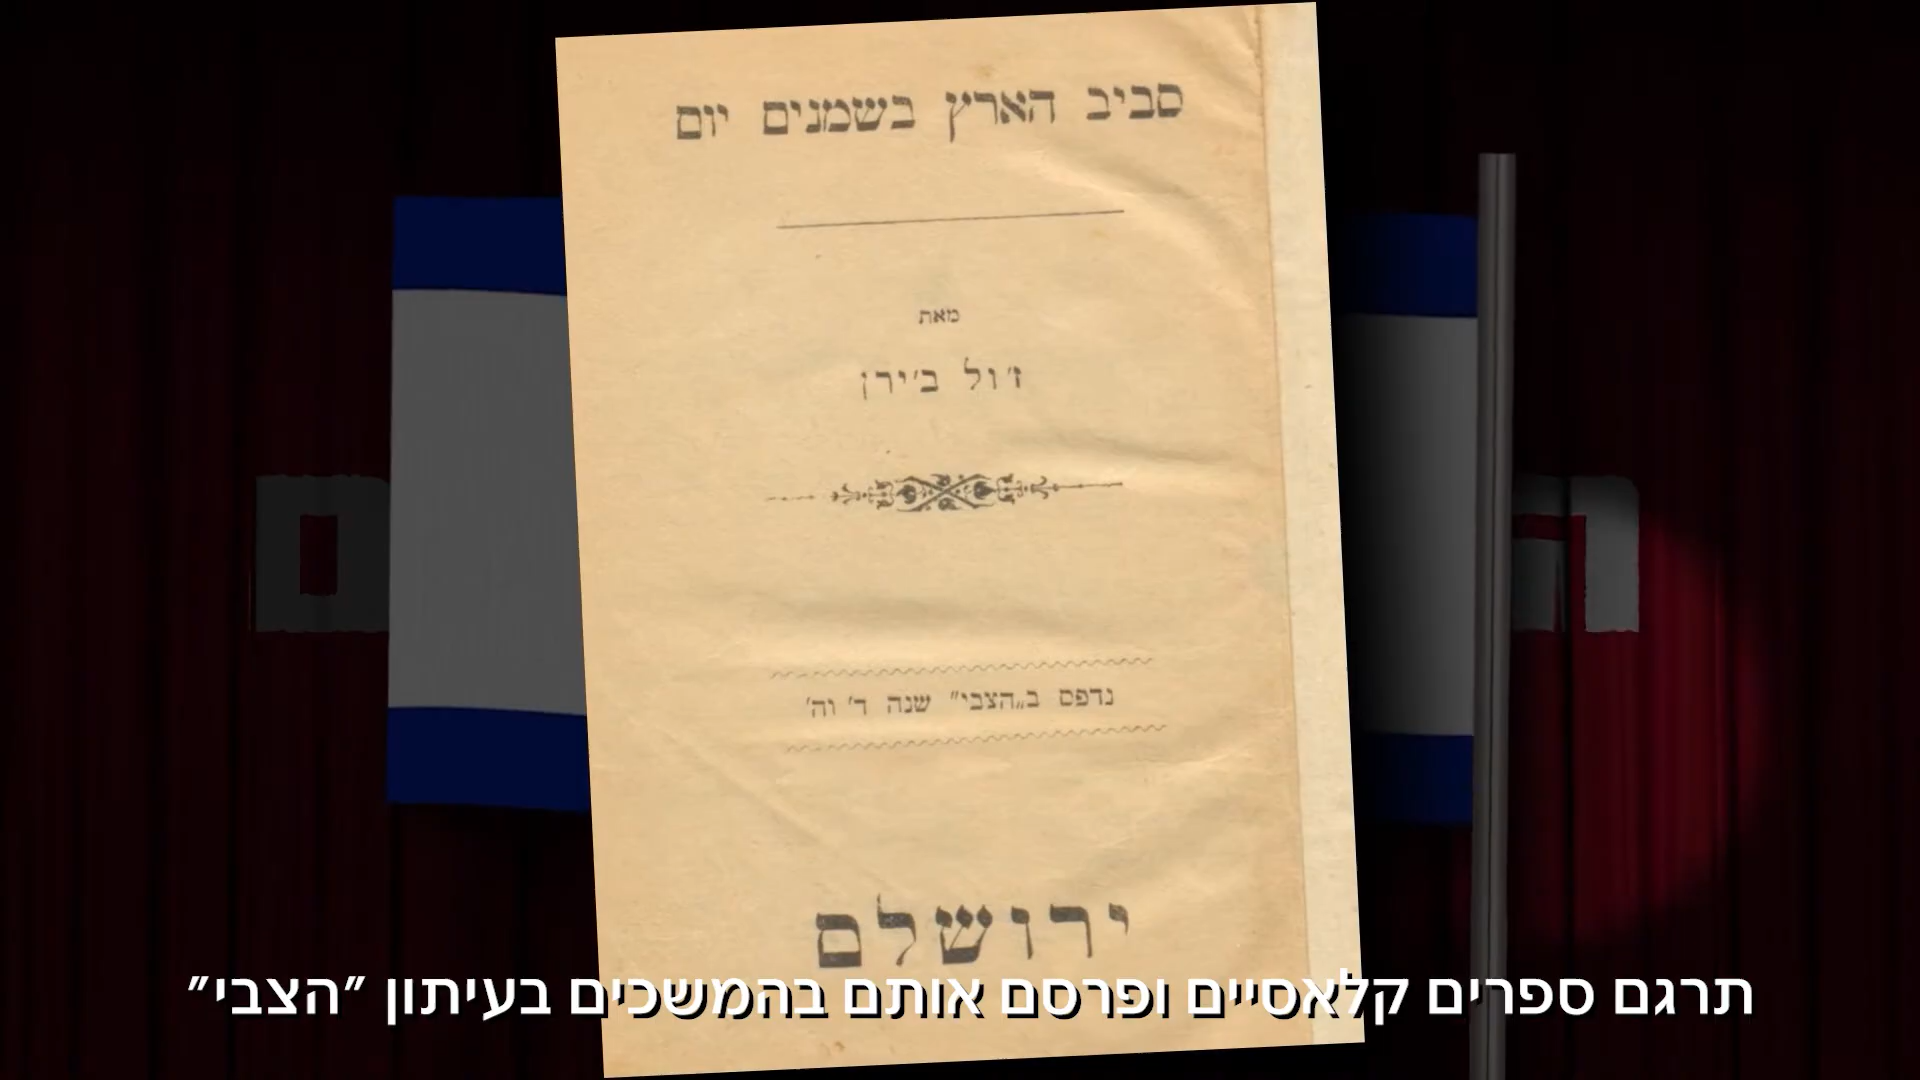 סביב הארץ בשמנים יום
מאת
ז׳ול ב׳ירן
נדפס ב„הצבי״ שנה ד׳ וה׳
ירושלם
תרגם ספרים קלאסיים ופרסם אותם בהמשכים בעיתון ״הצבי״